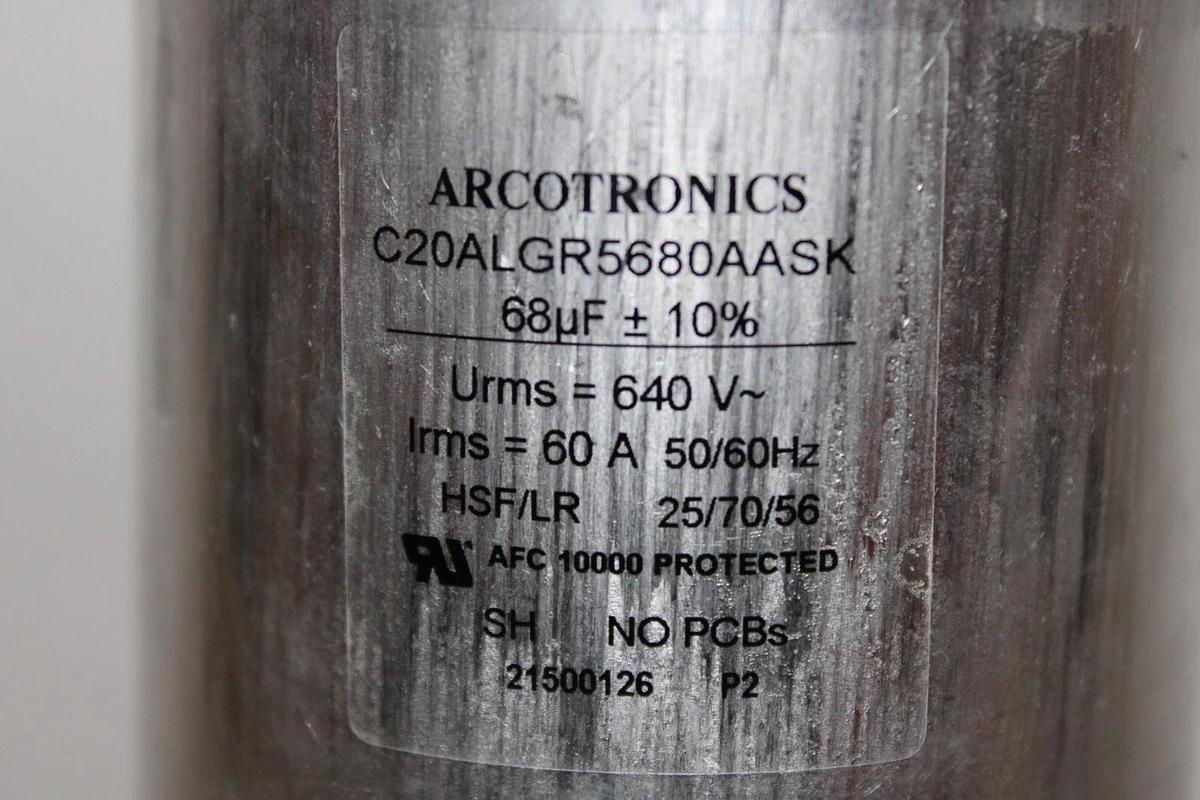 ARCOTRONICS
C20ALGR5680AASK
68µF ± 10%
Urms = 640 V~
Irms = 60 A 50/60Hz
HSF/LR 25/70/56
RU AFC 10000 PROTECTED
SH NO PCBs
21500126 P2